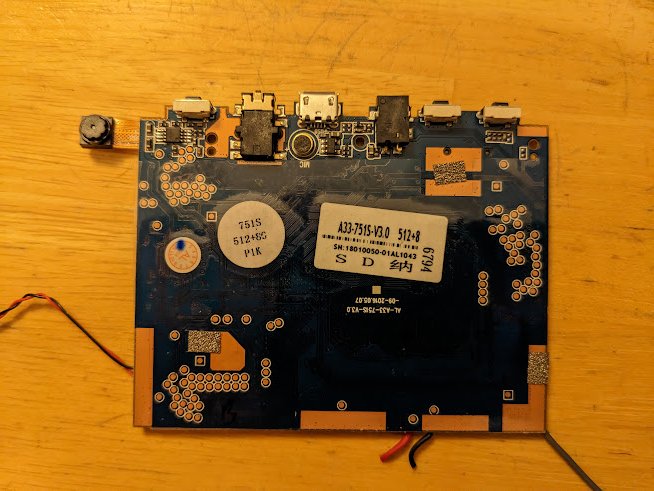 MIC
751S
512+8G
P1K
A33-751S-V3.0 512+8
SN:18010050-01AL1043
S D 纳
6794
AL-A33-751S-V3.0
-09-2016.05.07